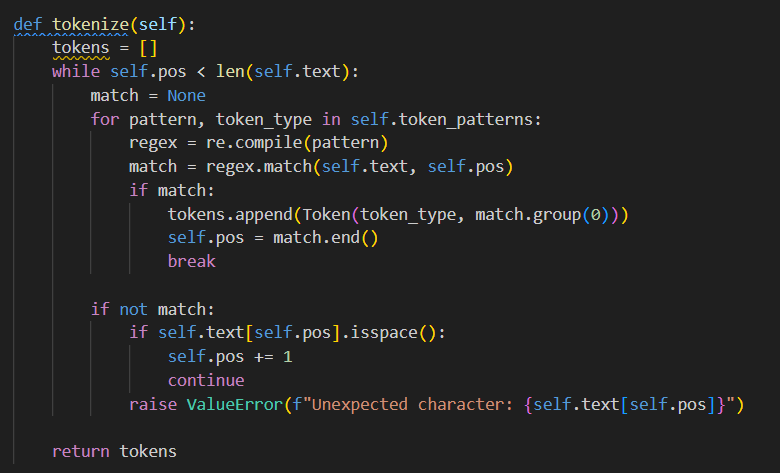 def tokenize(self):
    tokens = []
    while self.pos < len(self.text):
        match = None
        for pattern, token_type in self.token_patterns:
            regex = re.compile(pattern)
            match = regex.match(self.text, self.pos)
            if match:
                tokens.append(Token(token_type, match.group(0)))
                self.pos = match.end()
                break

        if not match:
            if self.text[self.pos].isspace():
                self.pos += 1
                continue
            raise ValueError(f"Unexpected character: {self.text[self.pos]}")

    return tokens